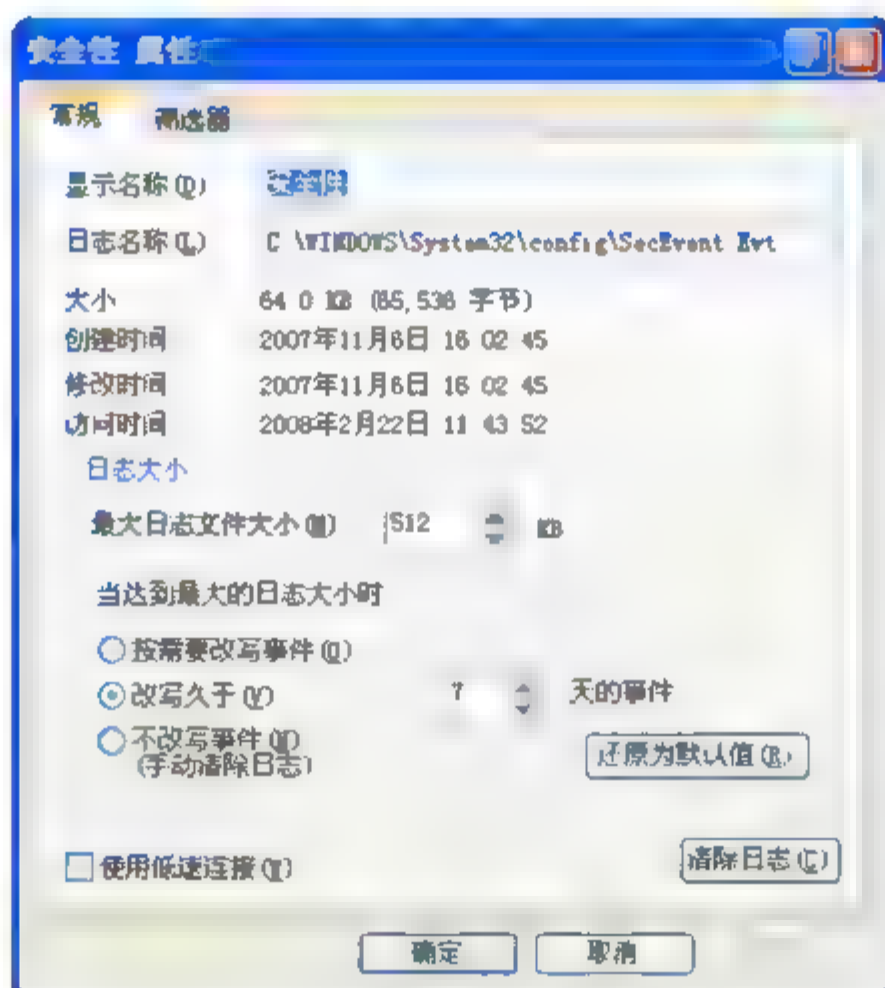 安全性 属性
常规 筛选器
显示名称(D) 安全性
日志名称(L) C \WINDOWS\System32\config\SecEvent Evt
大小 64 0 KB (65,536 字节)
创建时间 2007年11月6日 16 02 45
修改时间 2007年11月6日 16 02 45
访问时间 2008年2月22日 11 43 52
日志大小
最大日志文件大小(M) 512 KB
当达到最大的日志大小时
按需要改写事件(O)
改写久于(V) 7 天的事件
不改写事件(N)
(手动清除日志)
还原为默认值(R)
使用低速连接(W)
清除日志(C)
确定 取消